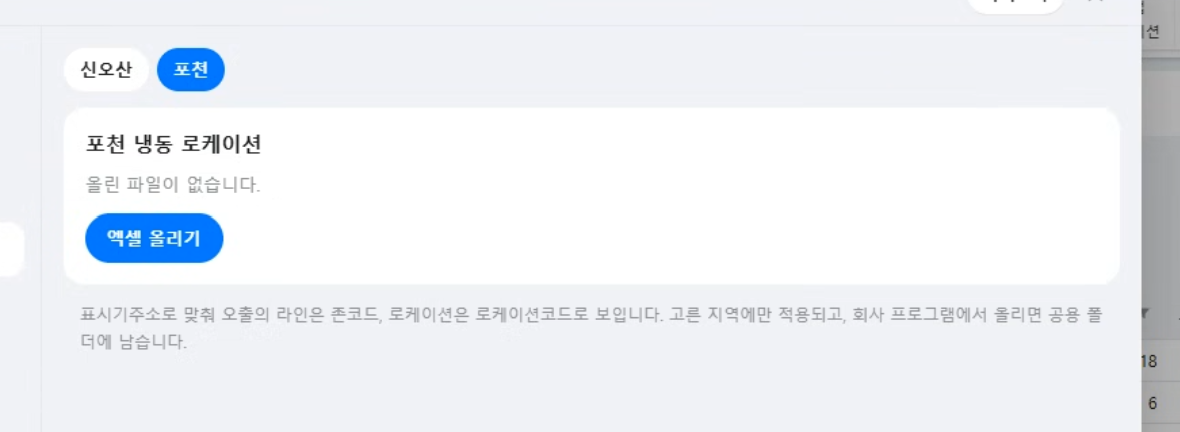 션
신오산
포천
포천 냉동 로케이션
올린 파일이 없습니다.
엑셀 올리기
표시기주소로 맞춰 오출의 라인은 존코드, 로케이션은 로케이션코드로 보입니다. 고른 지역에만 적용되고, 회사 프로그램에서 올리면 공용 폴
더에 남습니다.
18
6